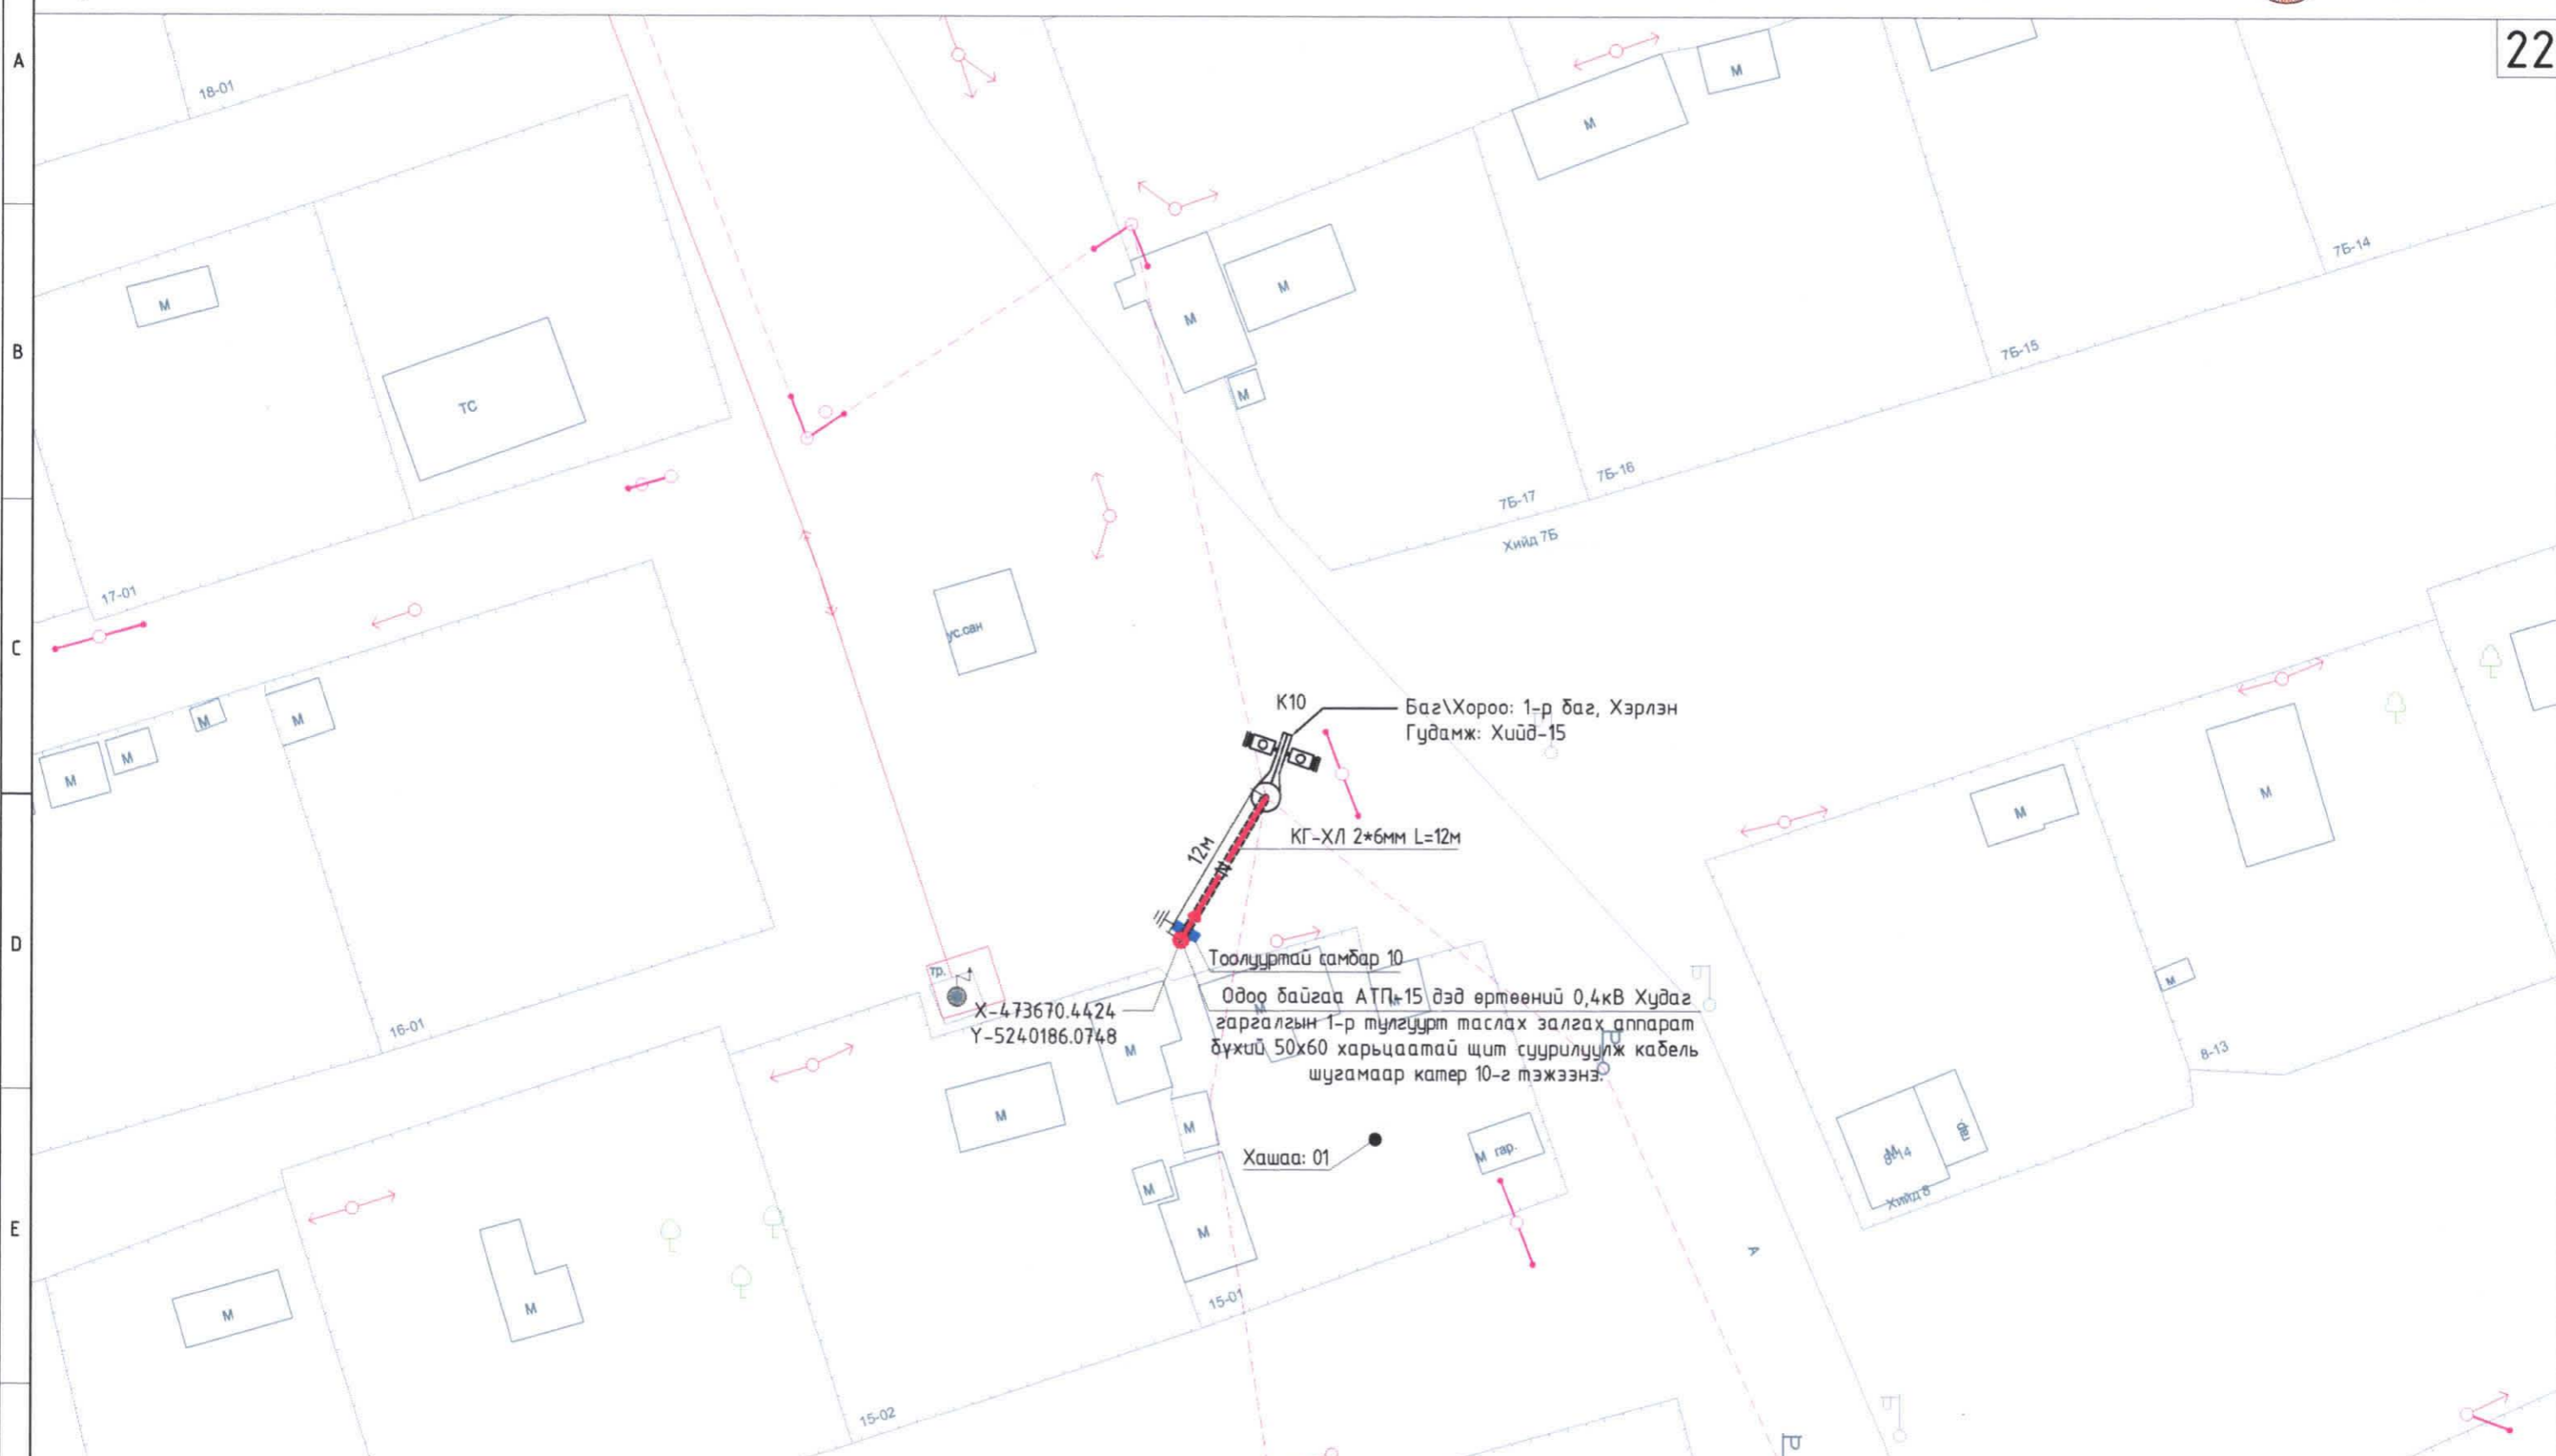 A
22
18-01
M
M
M
M
M
7Б-14
B
TC
M
7Б-15
7Б-16
7Б-17
Хийд 7Б
17-01
ус.сан
C
K10
Баг\Хороо: 1-р баг, Хэрлэн
Гудамж: Хийд-15
M
M
M
M
M
M
КГ-ХЛ 2*6мм L=12м
12м
D
Тоолууртай самбар 10
тр.
X-473670.4424
Y-5240186.0748
Одоо байгаа АТП-15 дэд өртөөний 0,4кВ Худаг
гаргалгын 1-р тулгуурт таслах залгах аппарат
бүхий 50x60 харьцаатай щит суурилуулж кабель
шугамаар камер 10-г тэжээнэ.
M
M
M
M
16-01
8-13
M
M
M гар.
Хашаа: 01
M
8-14
Хийд 8
E
M
A
M
M
15-01
15-02